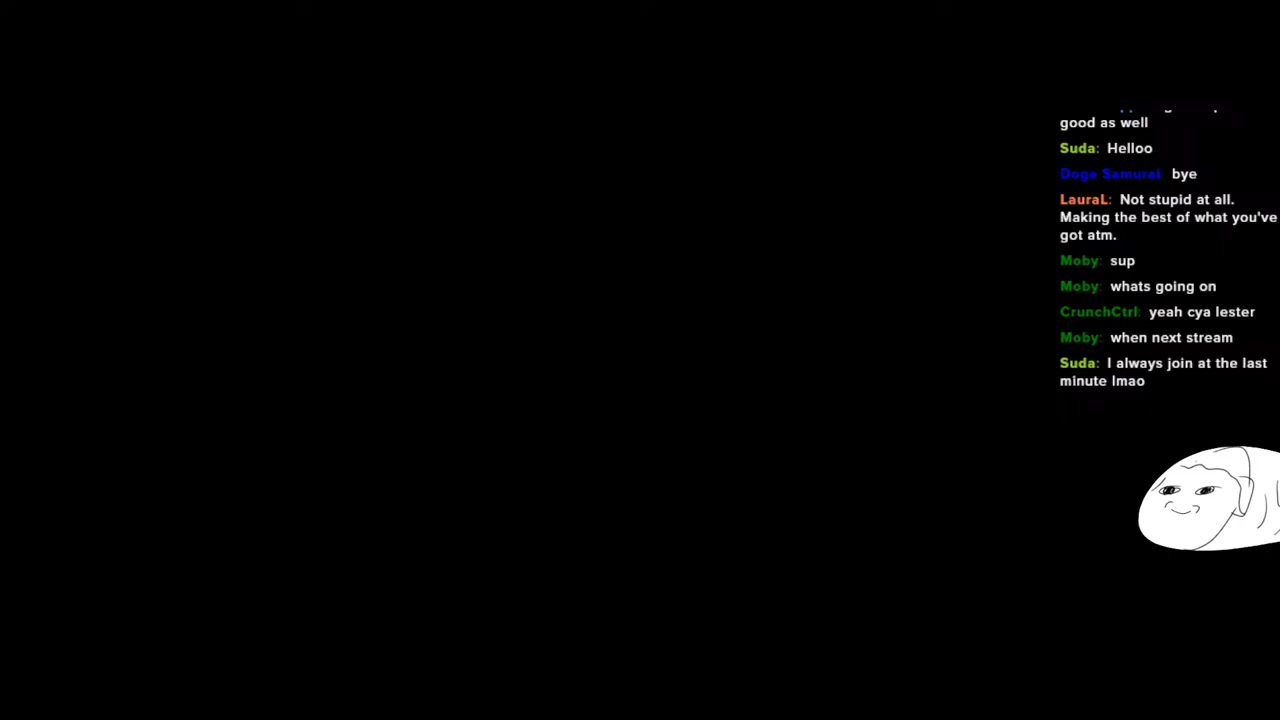 good as well
Suda: Helloo
Doge Samurai: bye
LauraL: Not stupid at all.
Making the best of what you've
got atm.
Moby: sup
Moby: whats going on
CrunchCtrl: yeah cya lester
Moby: when next stream
Suda: I always join at the last
minute lmao